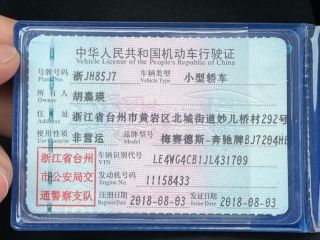 中华人民共和国机动车行驶证
Vehicle License of the People's Republic of China
号牌号码 浙JH85J7 车辆类型 小型轿车
Plate No. Vehicle Type
所有人 胡嘉瑛
Owner
住址 浙江省台州市黄岩区北城街道妙儿桥村292号
Address
使用性质 非营运 品牌型号 梅赛德斯-奔驰牌BJ7204HE
Use Character Model
浙江省台州 车辆识别代号 LE4WG4CB1JL431709
VIN
市公安局交 发动机号码 11158433
Engine No.
通警察支队 注册日期 2018-08-03 发证日期 2018-08-03
Register Date Issue Date